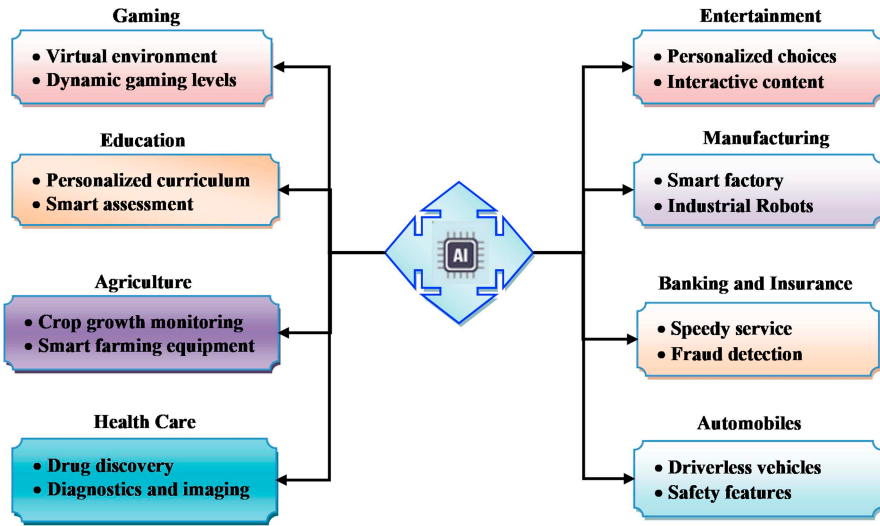 Gaming
• Virtual environment
• Dynamic gaming levels
Education
• Personalized curriculum
• Smart assessment
Agriculture
• Crop growth monitoring
• Smart farming equipment
Health Care
• Drug discovery
• Diagnostics and imaging
AI
Entertainment
• Personalized choices
• Interactive content
Manufacturing
• Smart factory
• Industrial Robots
Banking and Insurance
• Speedy service
• Fraud detection
Automobiles
• Driverless vehicles
• Safety features